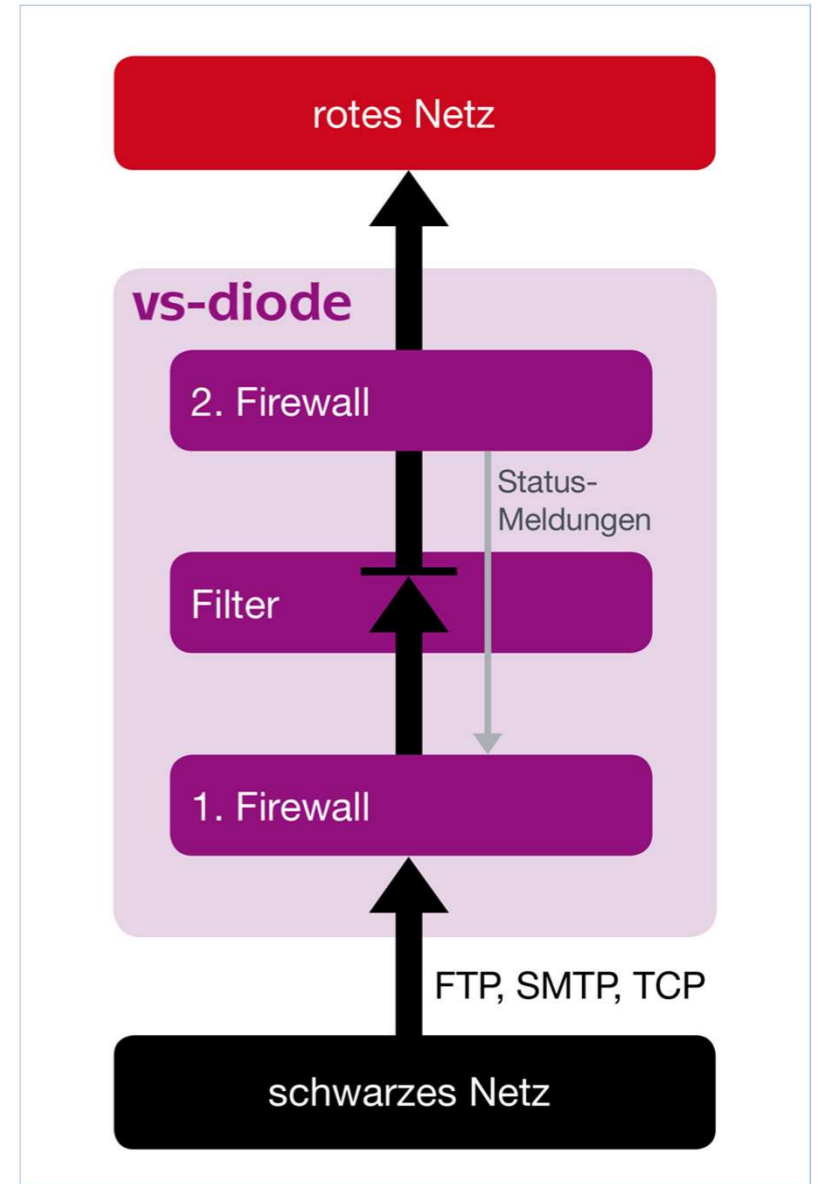 rotes Netz
vs-diode
2. Firewall
Status-
Meldungen
Filter
1. Firewall
FTP, SMTP, TCP
schwarzes Netz